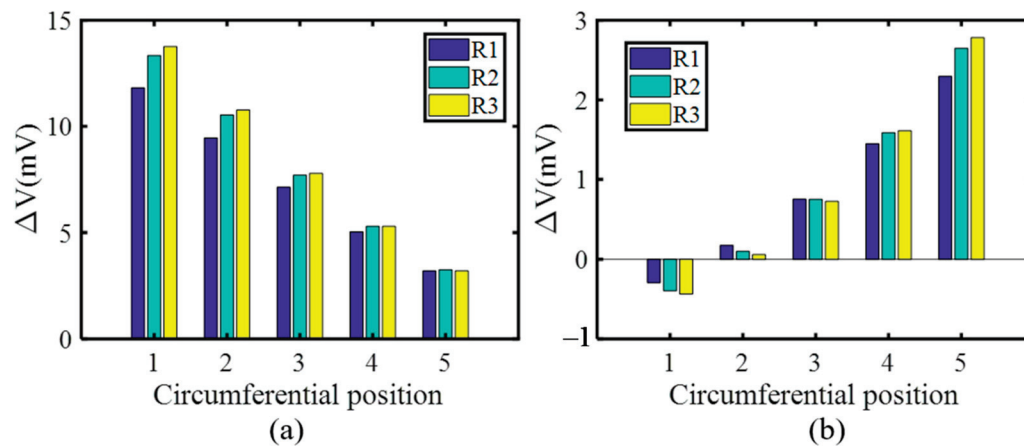 15
10
5
0
ΔV(mV)
R1
R2
R3
1 2 3 4 5
Circumferential position
(a)
3
2
1
0
−1
ΔV(mV)
R1
R2
R3
1 2 3 4 5
Circumferential position
(b)